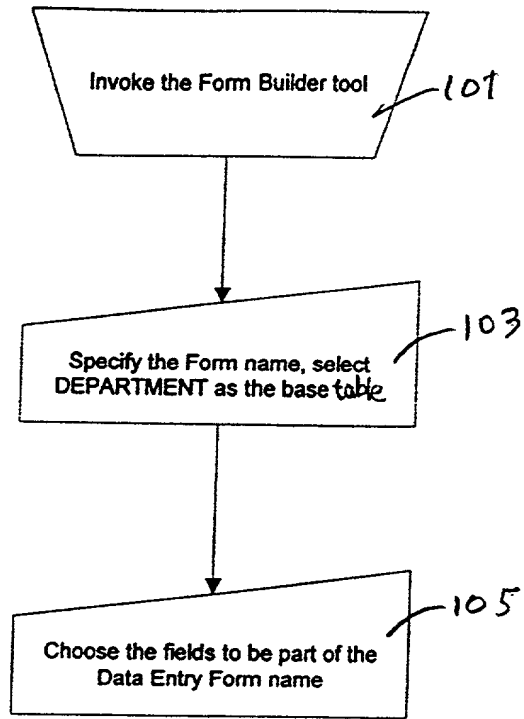 Invoke the Form Builder tool
101
Specify the Form name, select
DEPARTMENT as the base table
103
Choose the fields to be part of the
Data Entry Form name
105